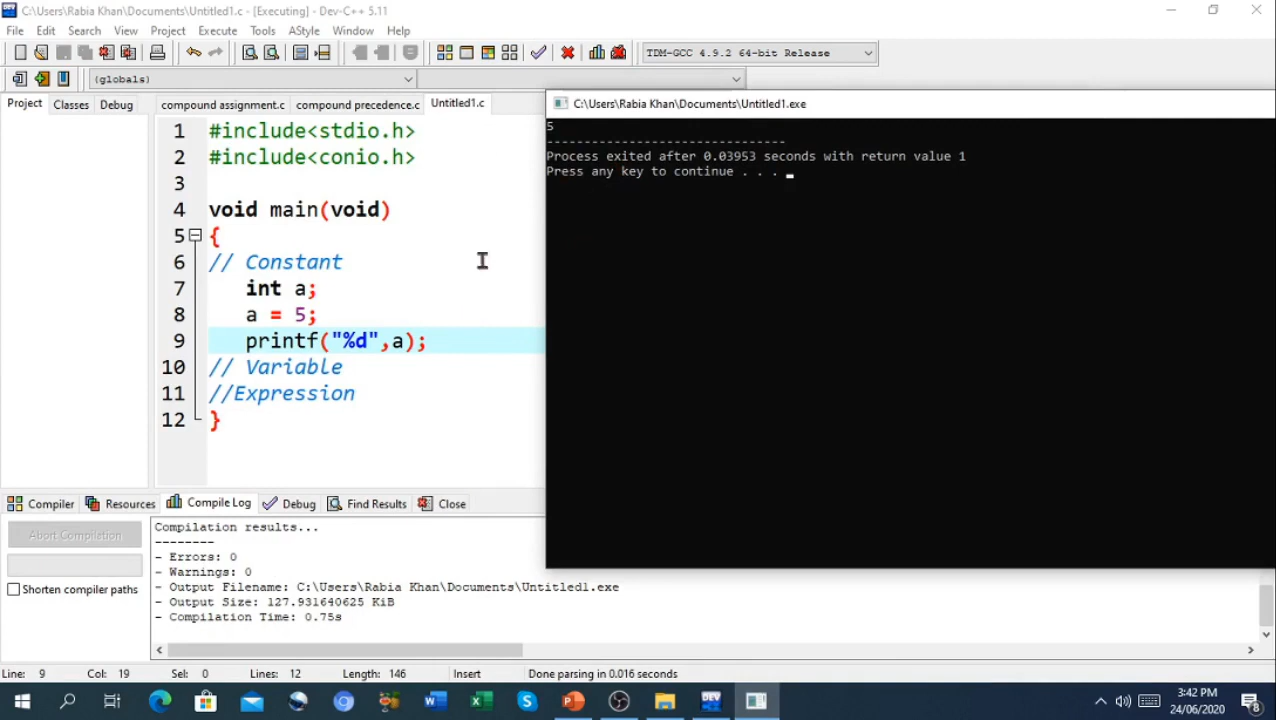 C:\Users\Rabia Khan\Documents\Untitled1.c - [Executing] - Dev-C++ 5.11
File Edit Search View Project Execute Tools AStyle Window Help
TDM-GCC 4.9.2 64-bit Release
(globals)
Project Classes Debug
compound assignment.c compound precedence.c Untitled1.c
1 #include<stdio.h>
2 #include<conio.h>
3
4 void main(void)
5 {
6 // Constant
7 int a;
8 a = 5;
9 printf("%d",a);
10 // Variable
11 //Expression
12 }
C:\Users\Rabia Khan\Documents\Untitled1.exe
5
--------------------------------
Process exited after 0.03953 seconds with return value 1
Press any key to continue . . .
Compiler Resources Compile Log Debug Find Results Close
Abort Compilation
Shorten compiler paths
Compilation results...
--------
- Errors: 0
- Warnings: 0
- Output Filename: C:\Users\Rabia Khan\Documents\Untitled1.exe
- Output Size: 127.931640625 KiB
- Compilation Time: 0.75s
Line: 9 Col: 19 Sel: 0 Lines: 12 Length: 146 Insert Done parsing in 0.016 seconds
3:42 PM
24/06/2020
8